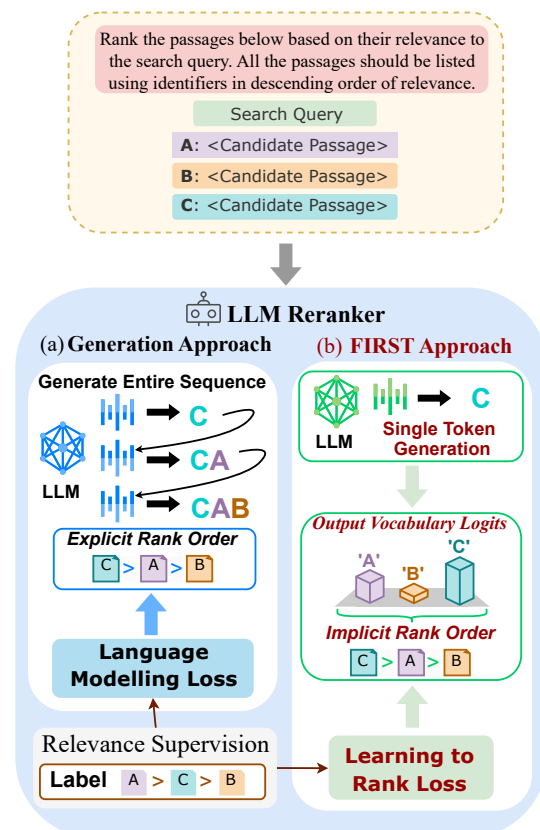 Rank the passages below based on their relevance to
the search query. All the passages should be listed
using identifiers in descending order of relevance.
Search Query
A: <Candidate Passage>
B: <Candidate Passage>
C: <Candidate Passage>
LLM Reranker
(a) Generation Approach
Generate Entire Sequence
C
LLM
CA
CAB
Explicit Rank Order
C > A > B
Language
Modelling Loss
(b) FIRST Approach
LLM
C
Single Token
Generation
Output Vocabulary Logits
'A'
'B'
'C'
Implicit Rank Order
C > A > B
Learning to
Rank Loss
Relevance Supervision
Label A > C > B